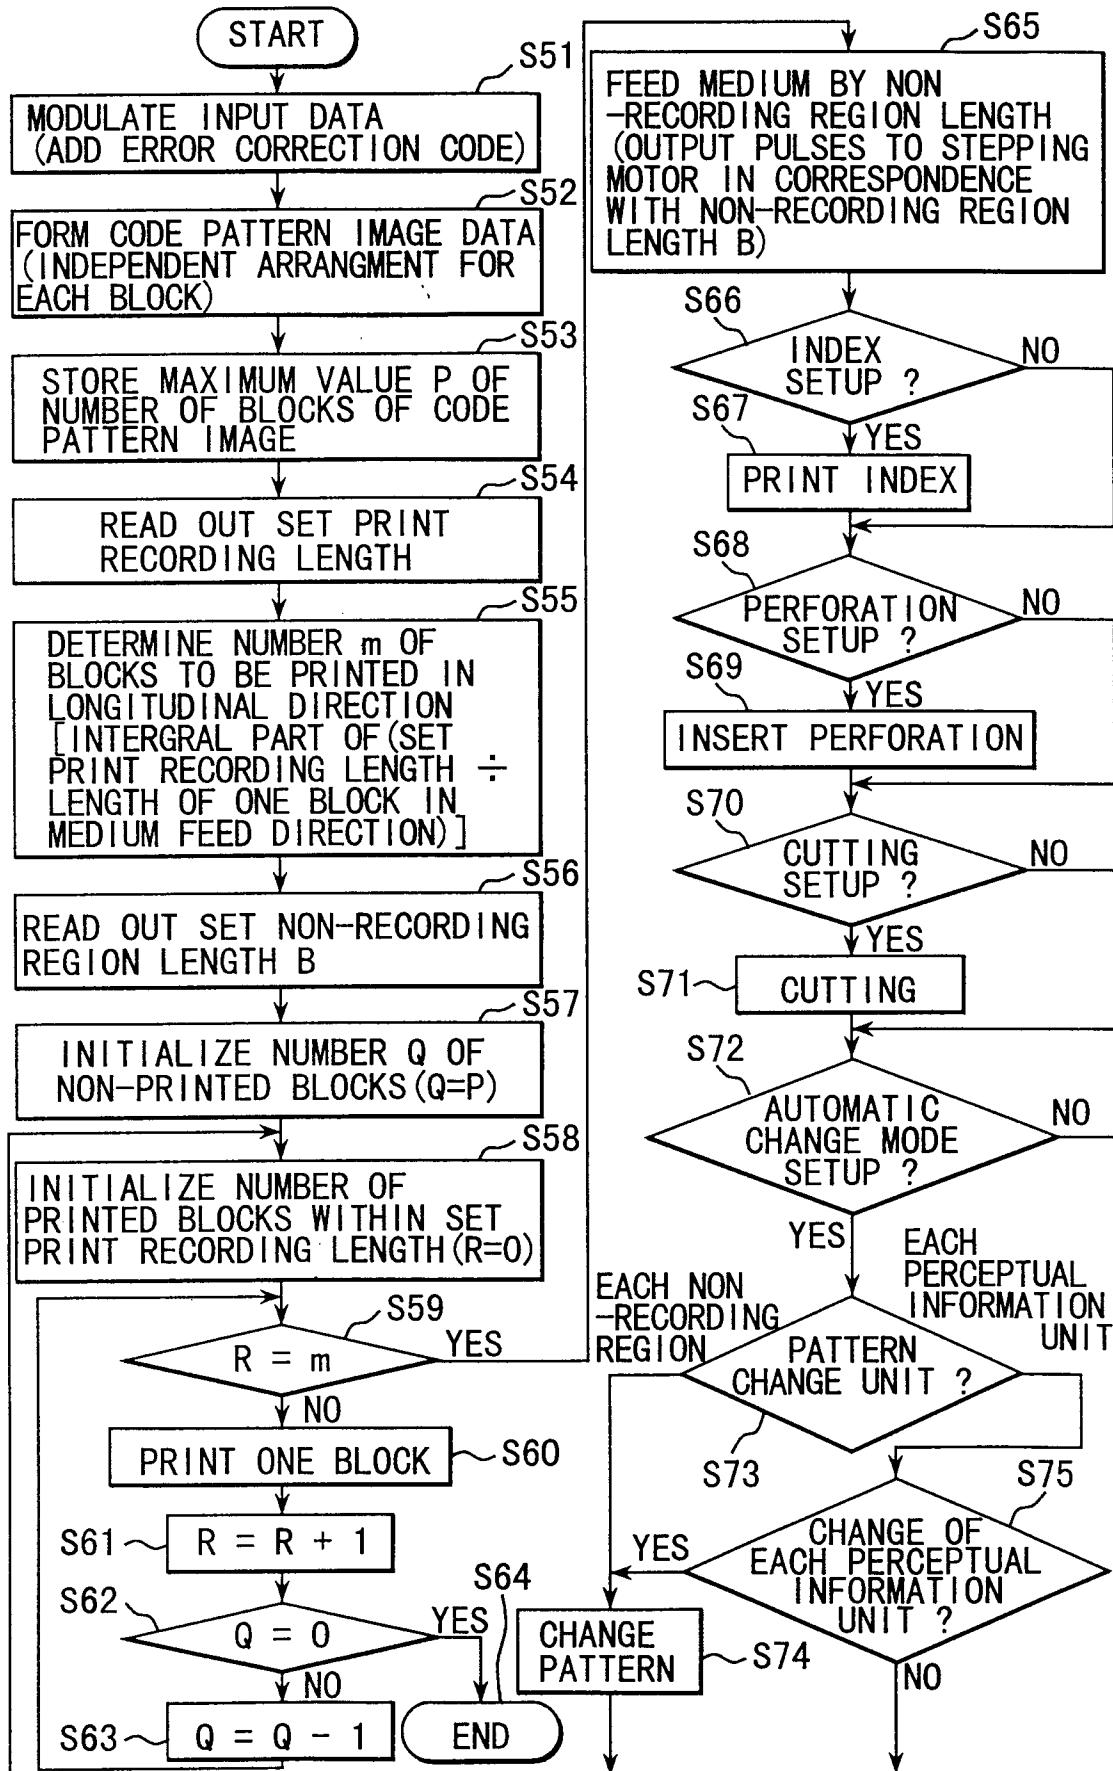 START
S51
MODULATE INPUT DATA
(ADD ERROR CORRECTION CODE)
S52
FORM CODE PATTERN IMAGE DATA
(INDEPENDENT ARRANGMENT FOR
EACH BLOCK)
S53
STORE MAXIMUM VALUE P OF
NUMBER OF BLOCKS OF CODE
PATTERN IMAGE
S54
READ OUT SET PRINT
RECORDING LENGTH
S55
DETERMINE NUMBER m OF
BLOCKS TO BE PRINTED IN
LONGITUDINAL DIRECTION
[INTERGRAL PART OF(SET
PRINT RECORDING LENGTH ÷
LENGTH OF ONE BLOCK IN
MEDIUM FEED DIRECTION)]
S56
READ OUT SET NON-RECORDING
REGION LENGTH B
S57
INITIALIZE NUMBER Q OF
NON-PRINTED BLOCKS(Q=P)
S58
INITIALIZE NUMBER OF
PRINTED BLOCKS WITHIN SET
PRINT RECORDING LENGTH(R=0)
S59
R = m
YES
NO
PRINT ONE BLOCK
S60
S61
R = R + 1
S62
Q = 0
YES
S64
NO
S63
Q = Q - 1
END
S65
FEED MEDIUM BY NON
-RECORDING REGION LENGTH
(OUTPUT PULSES TO STEPPING
MOTOR IN CORRESPONDENCE
WITH NON-RECORDING REGION
LENGTH B)
S66
INDEX
SETUP ?
NO
S67
YES
PRINT INDEX
S68
PERFORATION
SETUP ?
NO
S69
YES
INSERT PERFORATION
S70
CUTTING
SETUP ?
NO
YES
S71
CUTTING
S72
AUTOMATIC
CHANGE MODE
SETUP ?
NO
YES
EACH
PERCEPTUAL
INFORMATION
UNIT
EACH NON
-RECORDING
REGION
PATTERN
CHANGE UNIT ?
S73
S75
CHANGE OF
EACH PERCEPTUAL
INFORMATION
UNIT ?
YES
NO
CHANGE
PATTERN
S74